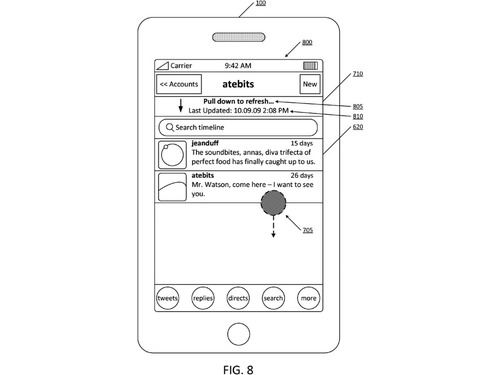 100
800
Carrier 9:42 AM
<< Accounts atebits New
710
Pull down to refresh...
805
Last Updated: 10.09.09 2:08 PM
810
Search timeline
620
jeanduff 15 days
The soundbites, annas, diva trifecta of
perfect food has finally caught up to us.
atebits 26 days
Mr. Watson, come here – I want to see
you.
705
tweets replies directs search more
FIG. 8